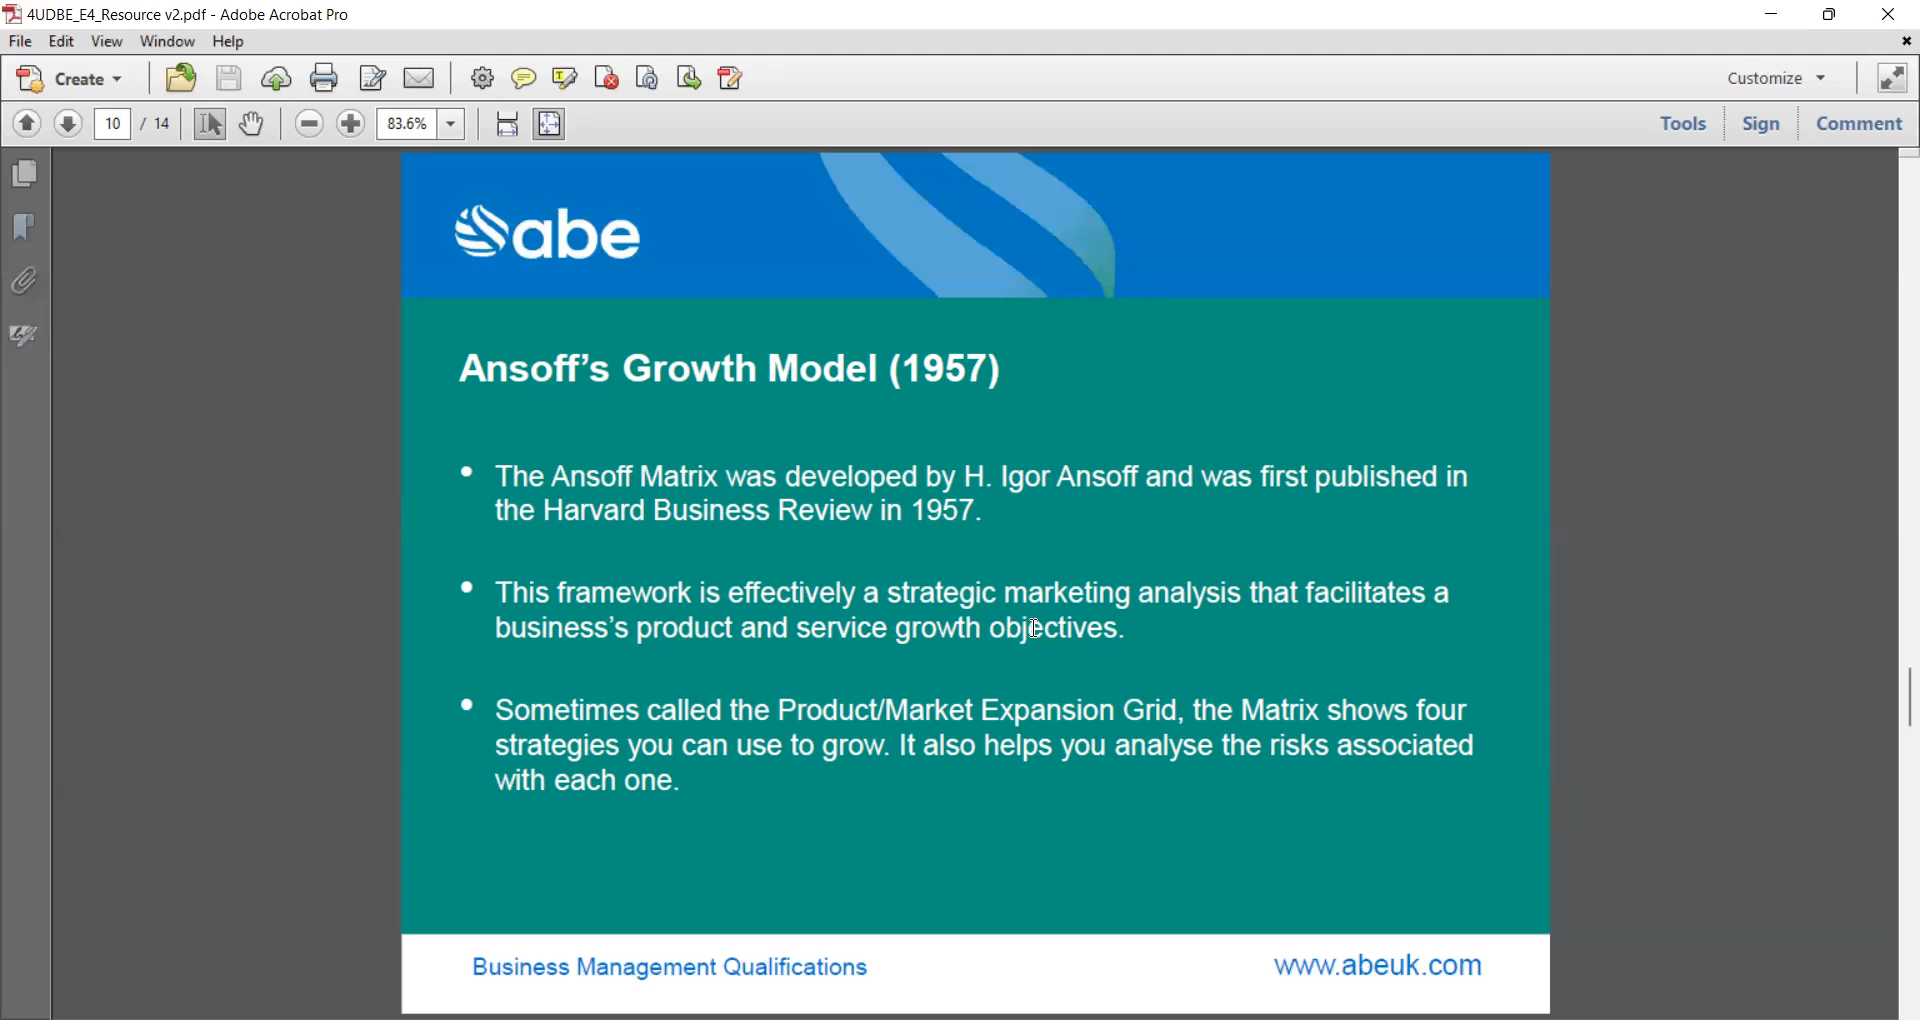 4UDBE_E4_Resource v2.pdf - Adobe Acrobat Pro
File Edit View Window Help
Create
Customize
10 / 14 83.6% Tools Sign Comment
abe
Ansoff's Growth Model (1957)
• The Ansoff Matrix was developed by H. Igor Ansoff and was first published in
the Harvard Business Review in 1957.
• This framework is effectively a strategic marketing analysis that facilitates a
business's product and service growth objectives.
• Sometimes called the Product/Market Expansion Grid, the Matrix shows four
strategies you can use to grow. It also helps you analyse the risks associated
with each one.
Business Management Qualifications www.abeuk.com